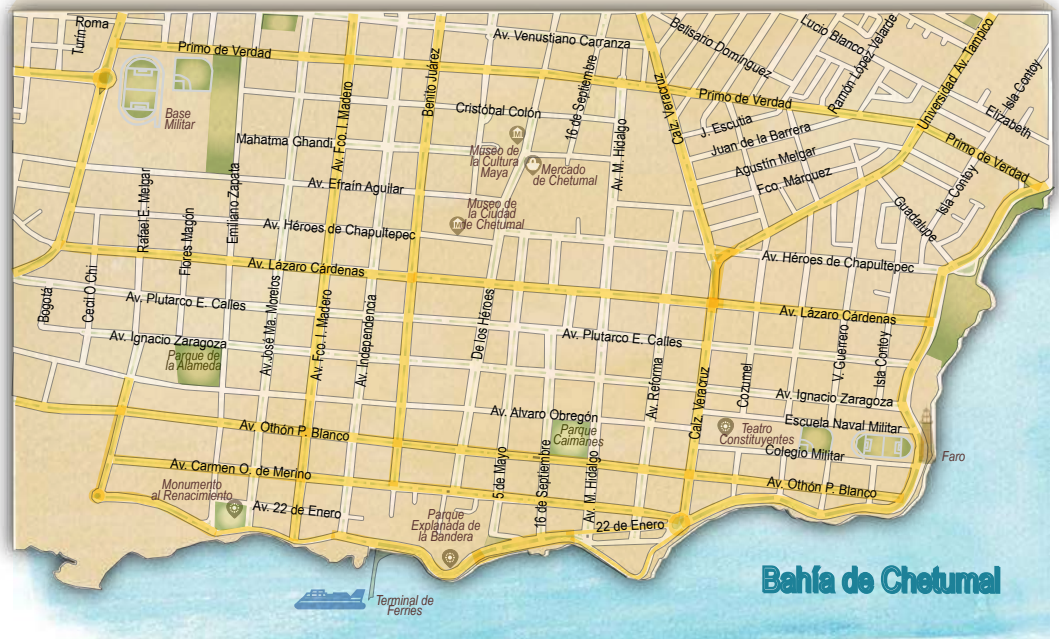 Roma
Turín
Primo de Verdad
Av. Venustiano Carranza
Belisario Domínguez
Lucio Blanco
Ramón López Velarde
Universidad
Av. Tampico
Isla Contoy
Elizabeth
Base
Militar
Av. Fco. I. Madero
Benito Juárez
Cristóbal Colón
16 de Septiembre
Calz. Veracruz
Primo de Verdad
J. Escutia
Juan de la Barrera
Agustín Melgar
Fco. Márquez
Primo de Verdad
Mahatma Ghandi
Museo de
la Cultura
Maya
Mercado
de Chetumal
Av. M. Hidalgo
Av. Efraín Aguilar
Museo de
la Ciudad
de Chetumal
Isla Contoy
Guadalupe
Rafael E. Melgar
Flores Magón
Emiliano Zapata
Av. Héroes de Chapultepec
Av. Héroes de Chapultepec
Av. Lázaro Cárdenas
Av. Lázaro Cárdenas
Bogotá
Cecil O´Chi
Av. Plutarco E. Calles
Av. Plutarco E. Calles
Av. José Ma. Morelos
Av. Fco. I. Madero
Av. Independencia
De los Héroes
Av. Ignacio Zaragoza
Parque de
la Alameda
Av. Reforma
Calz. Veracruz
Cozumel
V. Guerrero
Isla Contoy
Av. Ignacio Zaragoza
Av. Othón P. Blanco
Av. Alvaro Obregón
Parque
Caimanes
Teatro
Constituyentes
Escuela Naval Militar
Colegio Militar
Faro
Av. Carmen O. de Merino
Monumento
al Renacimiento
Av. 22 de Enero
Parque
Explanada de
la Bandera
5 de Mayo
16 de Septiembre
Av. M. Hidalgo
22 de Enero
Av. Othón P. Blanco
Bahía de Chetumal
Terminal de
Ferries